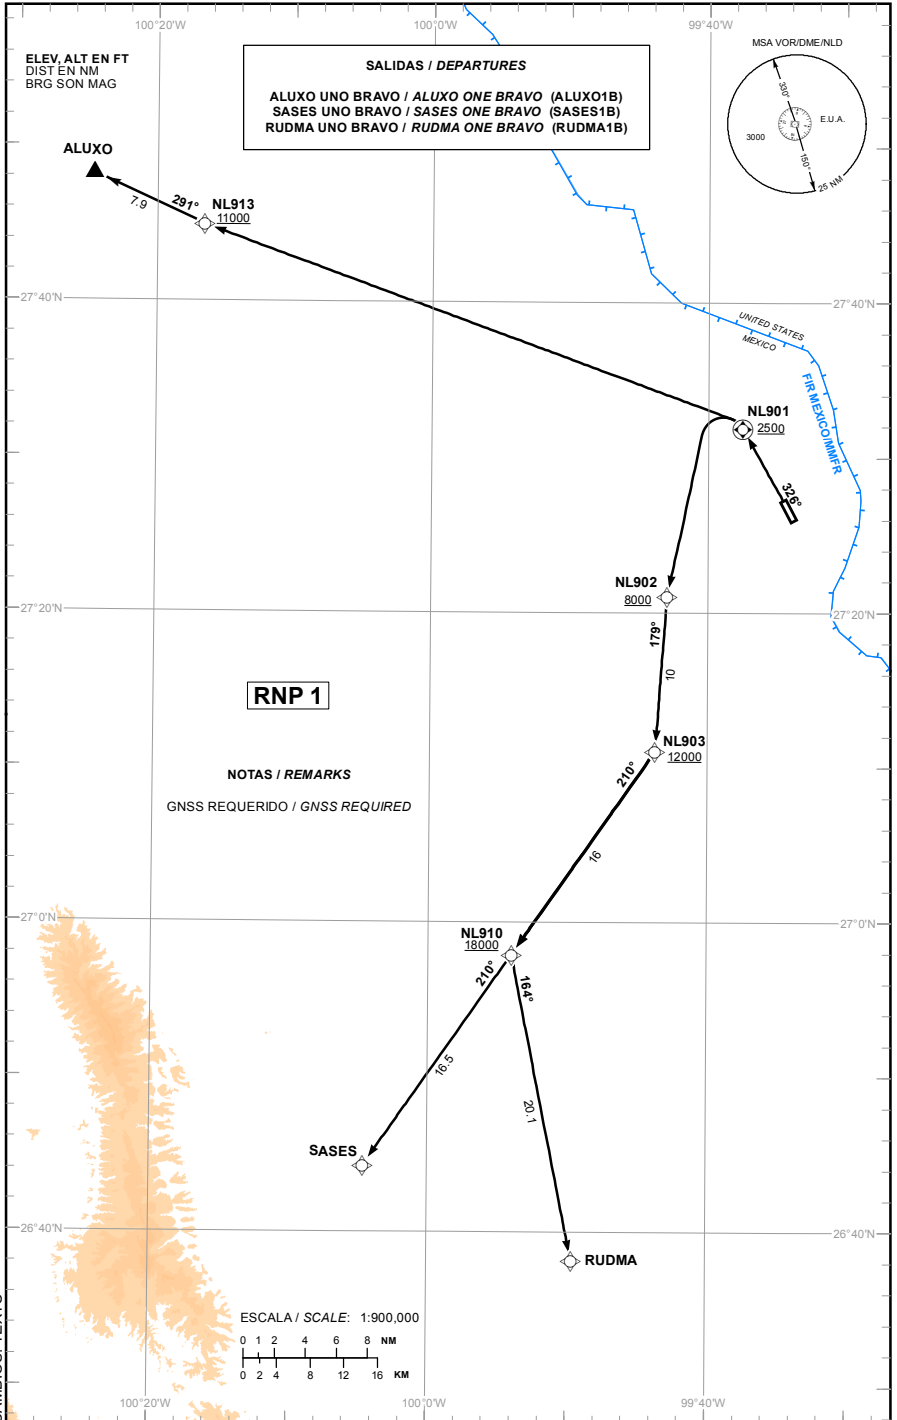 100°20'W
100°0'W
99°40'W
ELEV, ALT EN FT
DIST EN NM
BRG SON MAG
SALIDAS / DEPARTURES
ALUXO UNO BRAVO / ALUXO ONE BRAVO (ALUXO1B)
SASES UNO BRAVO / SASES ONE BRAVO (SASES1B)
RUDMA UNO BRAVO / RUDMA ONE BRAVO (RUDMA1B)
MSA VOR/DME/NLD
330°
E.U.A.
3000
150°
25 NM
ALUXO
7.9
291°
NL913
11000
27°40'N
27°40'N
UNITED STATES
MEXICO
FIR MEXICO/MMFR
NL901
2500
326°
NL902
8000
27°20'N
27°20'N
179°
10
RNP 1
NL903
12000
210°
NOTAS / REMARKS
GNSS REQUERIDO / GNSS REQUIRED
16
27°0'N
27°0'N
NL910
18000
210°
164°
16.5
20.1
SASES
26°40'N
26°40'N
RUDMA
ESCALA / SCALE: 1:900,000
0 1 2 4 6 8 NM
0 2 4 8 12 16 KM
100°20'W
100°0'W
99°40'W